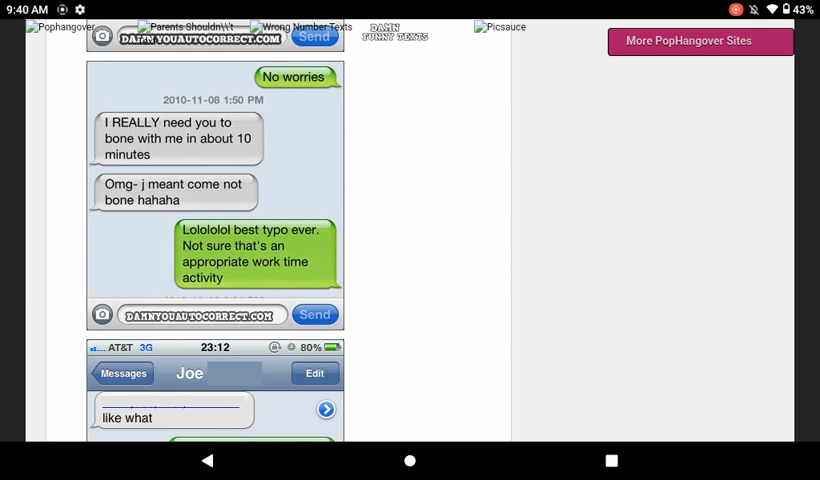 9:40 AM
43%
Pophangover
Parents Shouldn\'t
Wrong Number Texts
DAMN
FUNNY TEXTS
Picsauce
More PopHangover Sites
DAMNYOUAUTOCORRECT.COM
Send
No worries
2010-11-08 1:50 PM
I REALLY need you to
bone with me in about 10
minutes
Omg- j meant come not
bone hahaha
Lolololol best typo ever.
Not sure that's an
appropriate work time
activity
DAMNYOUAUTOCORRECT.COM
Send
AT&T 3G
23:12
80%
Messages
Joe
Edit
like what